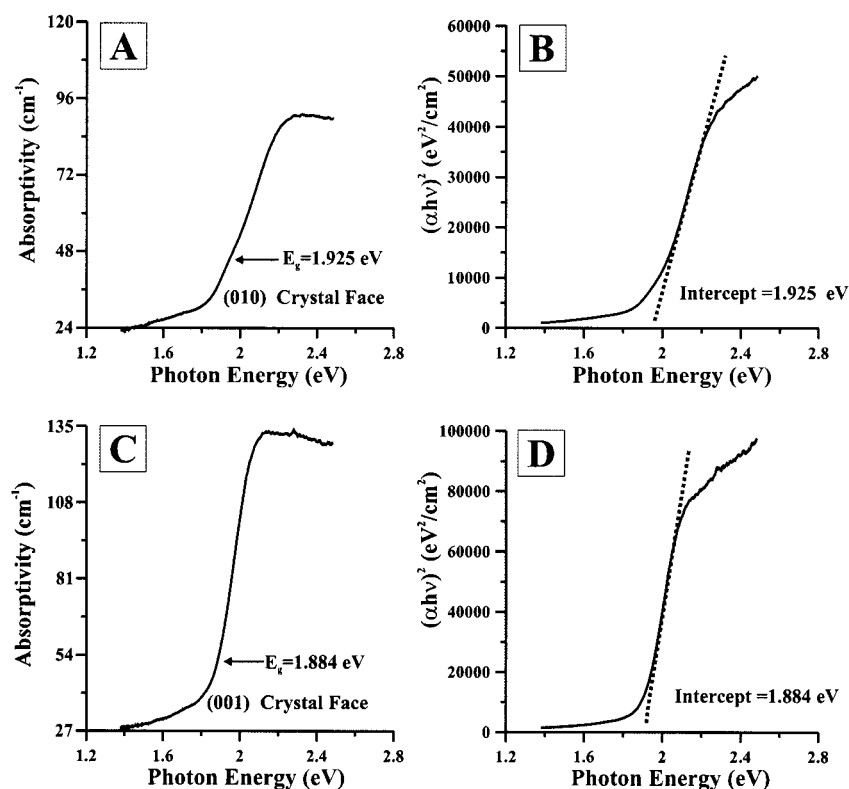 A
120
96
72
48
24
Absorptivity (cm⁻¹)
E_g=1.925 eV
(010) Crystal Face
1.2 1.6 2 2.4 2.8
Photon Energy (eV)
B
60000
50000
40000
30000
20000
10000
0
(αhν)² (eV²/cm²)
Intercept =1.925 eV
1.2 1.6 2 2.4 2.8
Photon Energy (eV)
C
135
108
81
54
27
Absorptivity (cm⁻¹)
E_g=1.884 eV
(001) Crystal Face
1.2 1.6 2 2.4 2.8
Photon Energy (eV)
D
100000
80000
60000
40000
20000
0
(αhν)² (eV²/cm²)
Intercept =1.884 eV
1.2 1.6 2 2.4 2.8
Photon Energy (eV)